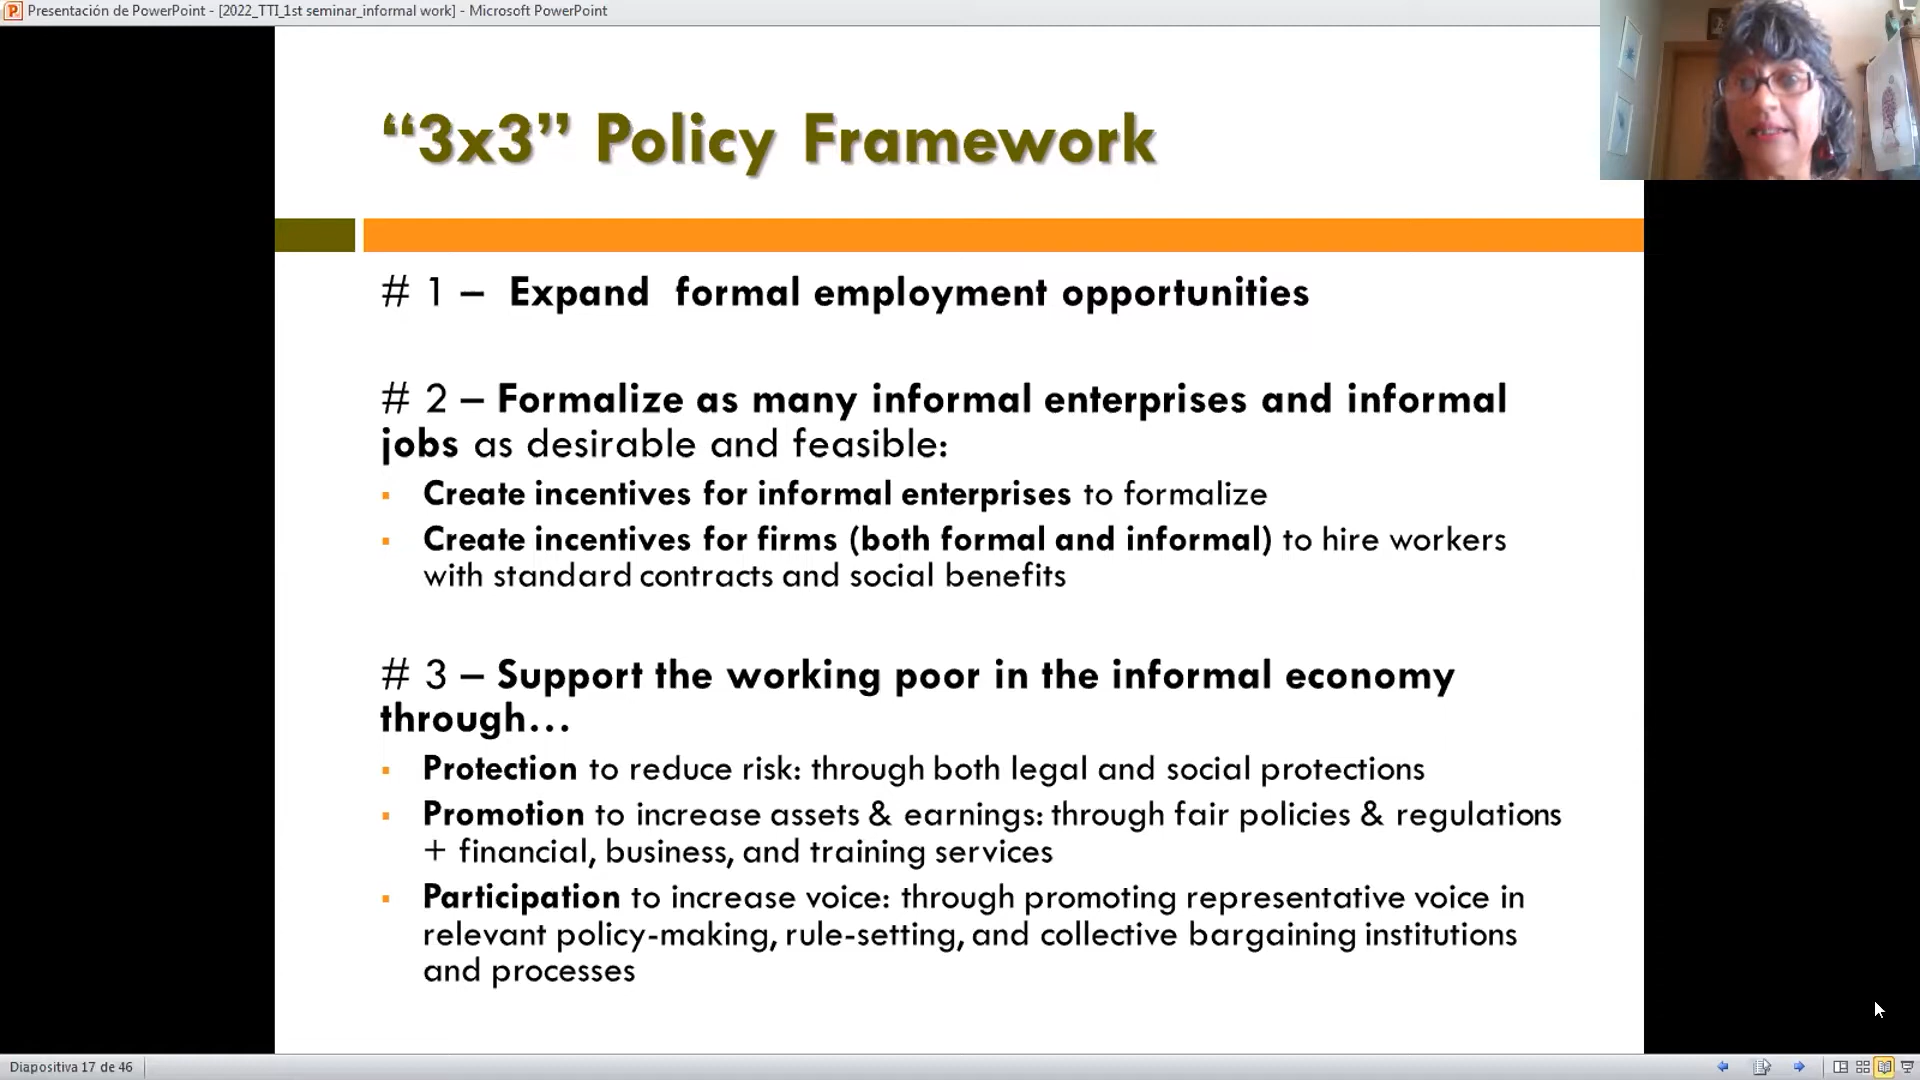 Presentación de PowerPoint - [2022_TTI_1st seminar_informal work] - Microsoft PowerPoint
“3x3” Policy Framework
# 1 – Expand formal employment opportunities
# 2 – Formalize as many informal enterprises and informal
jobs as desirable and feasible:
▪ Create incentives for informal enterprises to formalize
▪ Create incentives for firms (both formal and informal) to hire workers
with standard contracts and social benefits
# 3 – Support the working poor in the informal economy
through…
▪ Protection to reduce risk: through both legal and social protections
▪ Promotion to increase assets & earnings: through fair policies & regulations
+ financial, business, and training services
▪ Participation to increase voice: through promoting representative voice in
relevant policy-making, rule-setting, and collective bargaining institutions
and processes
Diapositiva 17 de 46